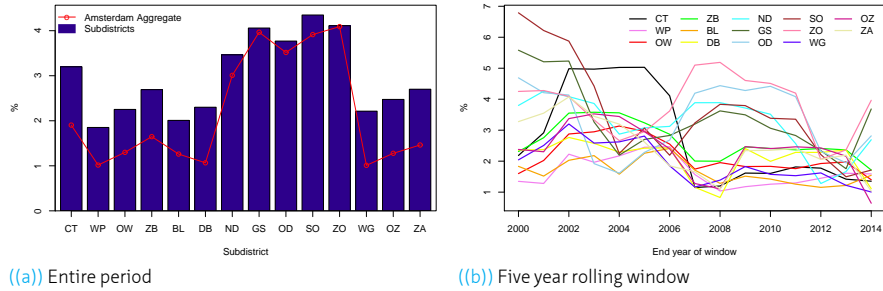 Amsterdam Aggregate
Subdistricts
%
0
1
2
3
4
CT WP OW ZB BL DB ND GS OD SO ZO WG OZ ZA
Subdistrict
((a)) Entire period
CT ZB ND SO OZ
WP BL GS ZO ZA
OW DB OD WG
%
1
2
3
4
5
6
7
2000 2002 2004 2006 2008 2010 2012 2014
End year of window
((b)) Five year rolling window